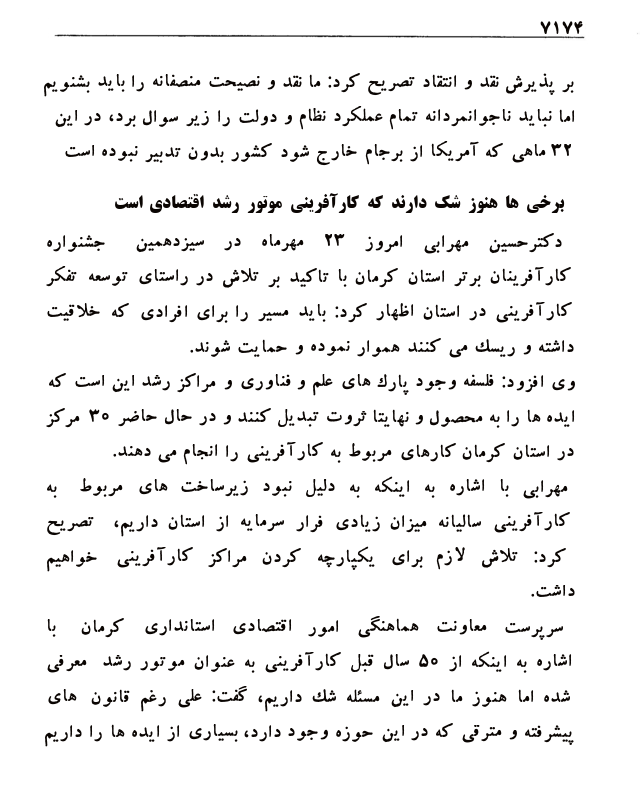 ۷۱۷۴
بر پذیرش نقد و انتقاد تصریح کرد: ما نقد و نصیحت منصفانه را باید بشنویم
اما نباید ناجوانمردانه تمام عملکرد نظام و دولت را زیر سوال برد، در این
۳۲ ماهی که آمریکا از برجام خارج شود کشور بدون تدبیر نبوده است
برخی ها هنوز شک دارند که کارآفرینی موتور رشد اقتصادی است
دکترحسین مهرابی امروز ۲۳ مهرماه در سیزدهمین جشنواره
کارآفرینان برتر استان کرمان با تاکید بر تلاش در راستای توسعه تفکر
کارآفرینی در استان اظهار کرد: باید مسیر را برای افرادی که خلاقیت
داشته و ریسك می کنند هموار نموده و حمایت شوند.
وی افزود: فلسفه وجود پارك های علم و فناوری و مراکز رشد این است که
ایده ها را به محصول و نهایتا ثروت تبدیل کنند و در حال حاضر ۳۰ مرکز
در استان کرمان کارهای مربوط به کارآفرینی را انجام می دهند.
مهرابی با اشاره به اینکه به دلیل نبود زیرساخت های مربوط به
کارآفرینی سالیانه میزان زیادی فرار سرمایه از استان داریم، تصریح
کرد: تلاش لازم برای یکپارچه کردن مراکز کارآفرینی خواهیم
داشت.
سرپرست معاونت هماهنگی امور اقتصادی استانداری کرمان با
اشاره به اینکه از ۵۰ سال قبل کارآفرینی به عنوان موتور رشد معرفی
شده اما هنوز ما در این مسئله شك داریم، گفت: علی رغم قانون های
پیشرفته و مترقی که در این حوزه وجود دارد، بسیاری از ایده ها را داریم